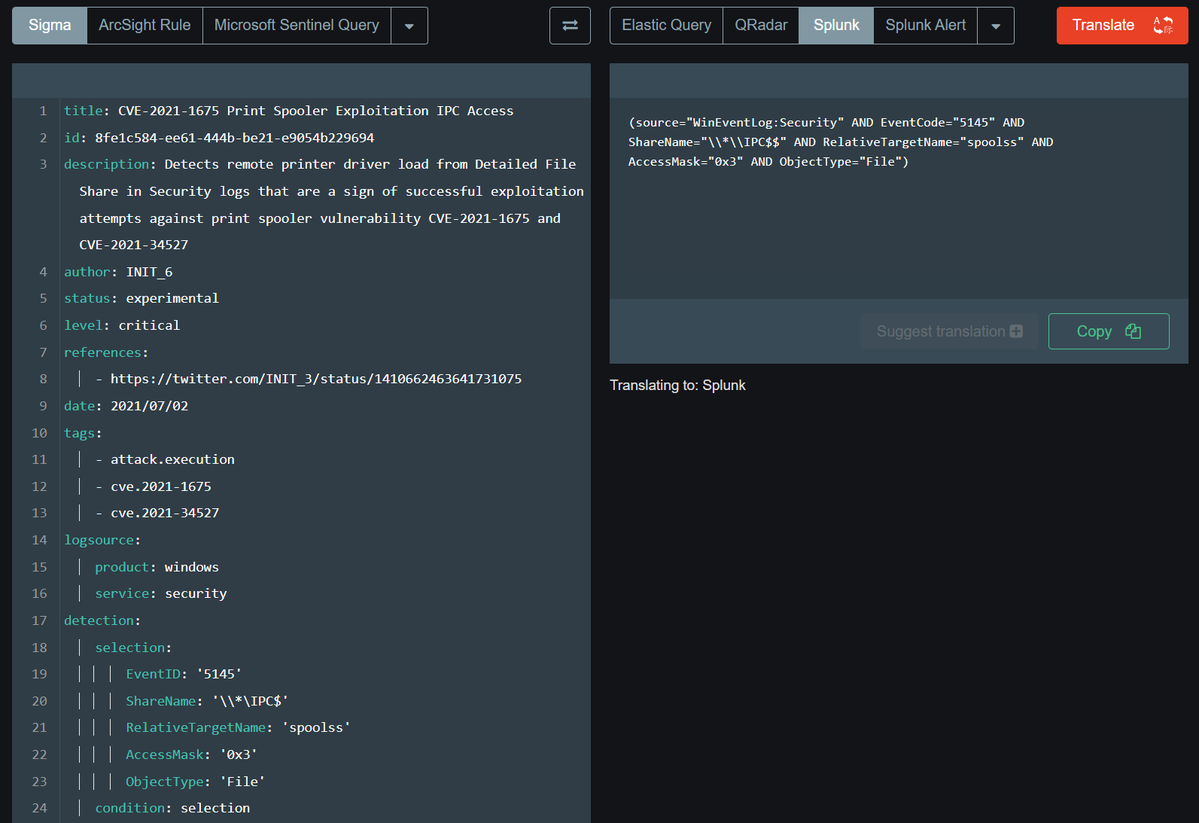 Sigma ArcSight Rule Microsoft Sentinel Query Elastic Query QRadar Splunk Splunk Alert Translate
1 title: CVE-2021-1675 Print Spooler Exploitation IPC Access
2 id: 8fe1c584-ee61-444b-be21-e9054b229694
3 description: Detects remote printer driver load from Detailed File
Share in Security logs that are a sign of successful exploitation
attempts against print spooler vulnerability CVE-2021-1675 and
CVE-2021-34527
4 author: INIT_6
5 status: experimental
6 level: critical
7 references:
8 - https://twitter.com/INIT_3/status/1410662463641731075
9 date: 2021/07/02
10 tags:
11 - attack.execution
12 - cve.2021-1675
13 - cve.2021-34527
14 logsource:
15 product: windows
16 service: security
17 detection:
18 selection:
19 EventID: '5145'
20 ShareName: '\\*\IPC$'
21 RelativeTargetName: 'spoolss'
22 AccessMask: '0x3'
23 ObjectType: 'File'
24 condition: selection
(source="WinEventLog:Security" AND EventCode="5145" AND
ShareName="\\*\\IPC$$" AND RelativeTargetName="spoolss" AND
AccessMask="0x3" AND ObjectType="File")
Suggest translation Copy
Translating to: Splunk